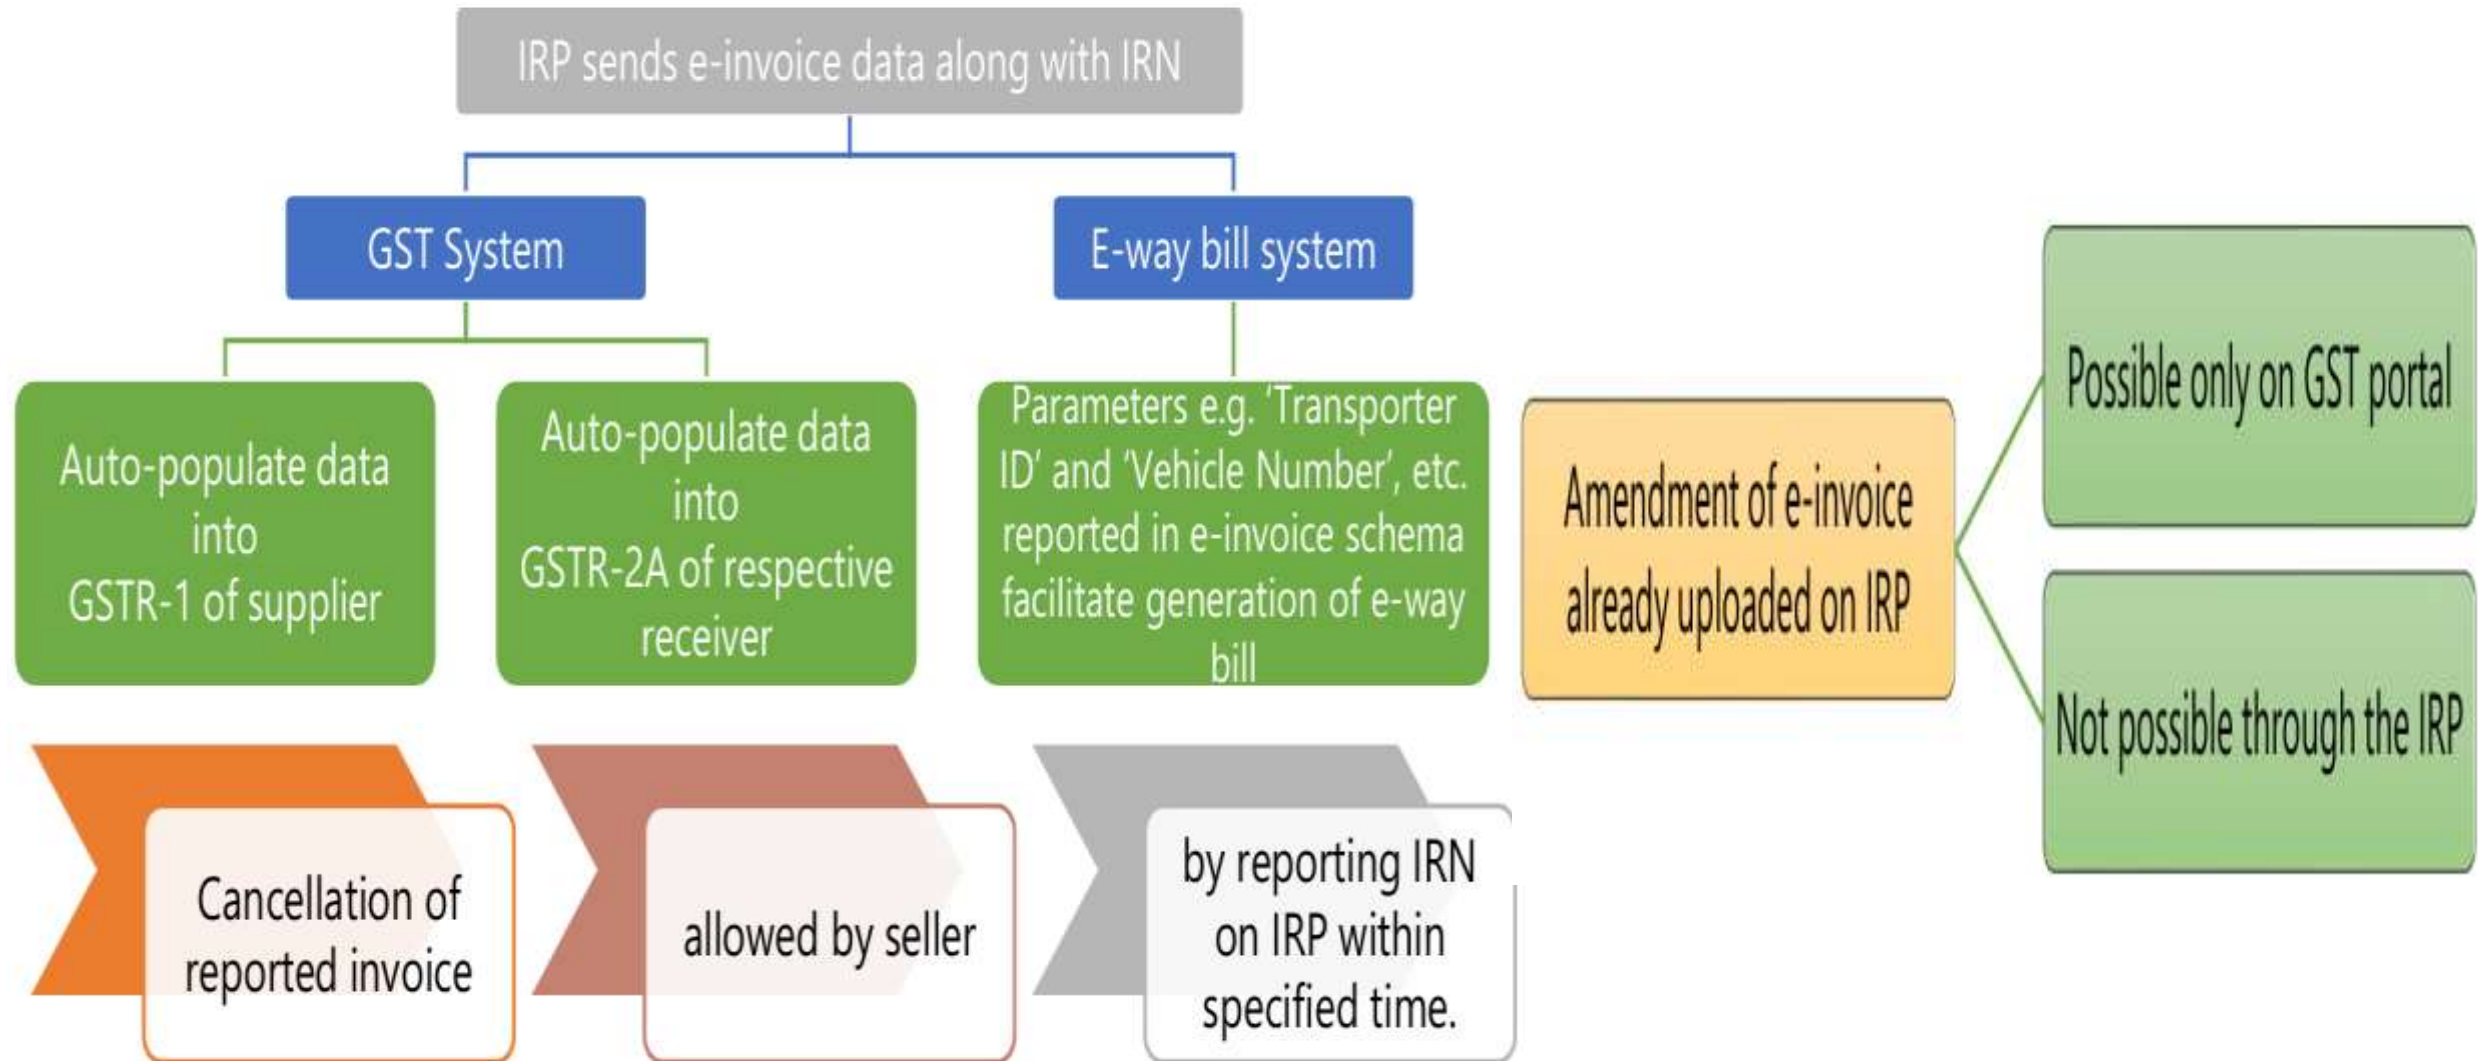 IRP sends e-invoice data along with IRN
GST System
E-way bill system
Auto-populate data
into
GSTR-1 of supplier
Auto-populate data
into
GSTR-2A of respective
receiver
Parameters e.g. ‘Transporter
ID’ and ‘Vehicle Number’, etc.
reported in e-invoice schema
facilitate generation of e-way
bill
Amendment of e-invoice
already uploaded on IRP
Possible only on GST portal
Not possible through the IRP
Cancellation of
reported invoice
allowed by seller
by reporting IRN
on IRP within
specified time.